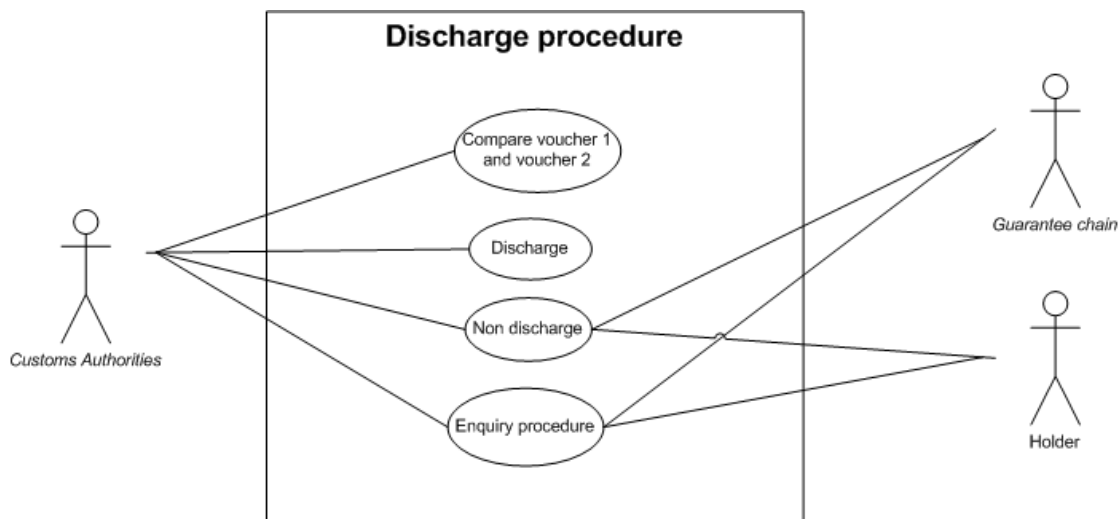 Discharge procedure
Compare voucher 1
and voucher 2
Discharge
Non discharge
Enquiry procedure
Customs Authorities
Guarantee chain
Holder